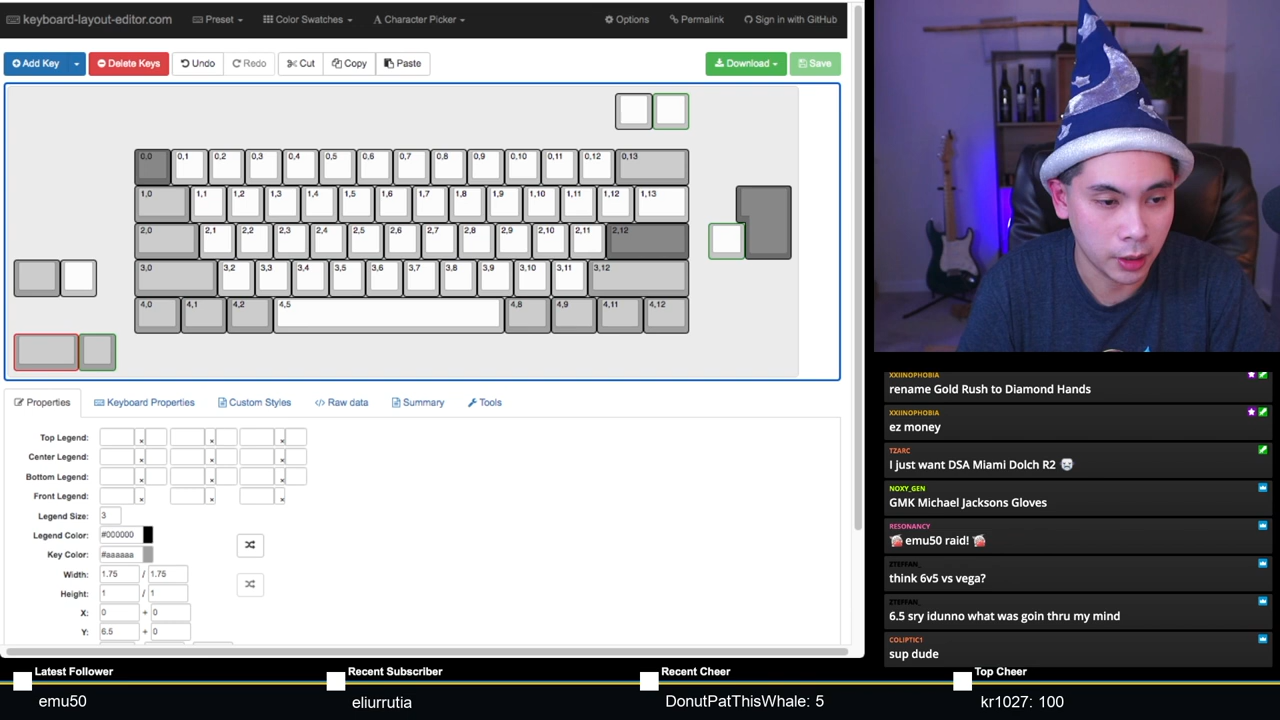 keyboard-layout-editor.com Preset Color Swatches Character Picker Options Permalink Sign in with GitHub
Add Key Delete Keys Undo Redo Cut Copy Paste Download Save
0,0 0,1 0,2 0,3 0,4 0,5 0,6 0,7 0,8 0,9 0,10 0,11 0,12 0,13
1,0 1,1 1,2 1,3 1,4 1,5 1,6 1,7 1,8 1,9 1,10 1,11 1,12 1,13
2,0 2,1 2,2 2,3 2,4 2,5 2,6 2,7 2,8 2,9 2,10 2,11 2,12
3,0 3,2 3,3 3,4 3,5 3,6 3,7 3,8 3,9 3,10 3,11 3,12
4,0 4,1 4,2 4,5 4,8 4,9 4,11 4,12
Properties Keyboard Properties Custom Styles </> Raw data Summary Tools
Top Legend:
Center Legend:
Bottom Legend:
Front Legend:
Legend Size: 3
Legend Color: #000000
Key Color: #aaaaaa
Width: 1.75 / 1.75
Height: 1 / 1
X: 0 + 0
Y: 6.5 + 0
XXIINOPHOBIA
rename Gold Rush to Diamond Hands
XXIINOPHOBIA
ez money
TZARC
I just want DSA Miami Dolch R2
NOXY_GEN
GMK Michael Jacksons Gloves
RESONANCY
emu50 raid!
ZTEFFAN_
think 6v5 vs vega?
ZTEFFAN_
6.5 sry idunno what was goin thru my mind
COLIPTIC1
sup dude
Latest Follower
emu50
Recent Subscriber
eliurrutia
Recent Cheer
DonutPatThisWhale: 5
Top Cheer
kr1027: 100